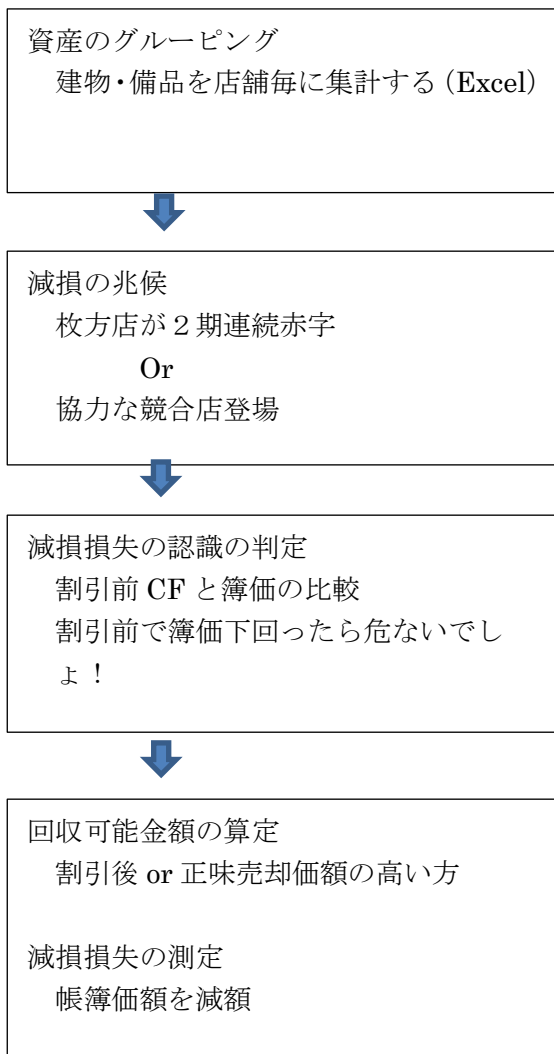 資産のグルーピング
建物・備品を店舗毎に集計する（Excel）
減損の兆候
枚方店が２期連続赤字
Or
協力な競合店登場
減損損失の認識の判定
割引前 CF と簿価の比較
割引前で簿価下回ったら危ないでし
ょ！
回収可能金額の算定
割引後 or 正味売却価額の高い方
減損損失の測定
帳簿価額を減額